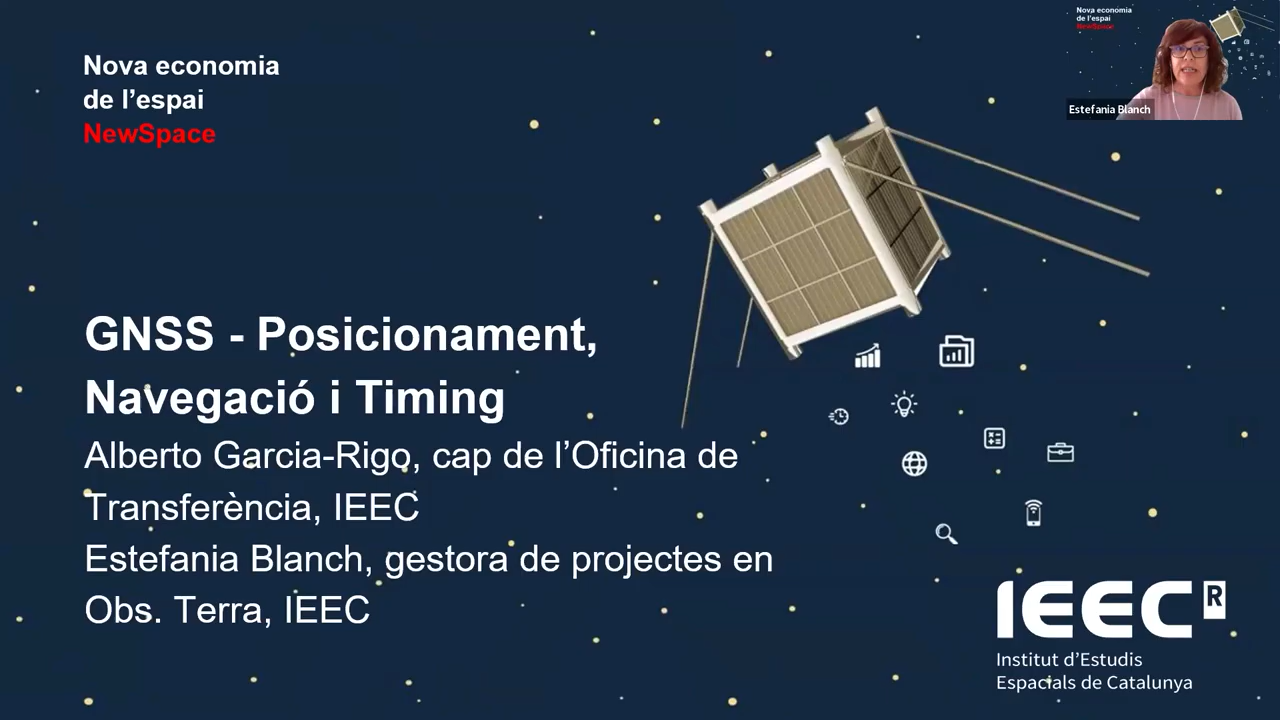 Nova economia
de l’espai
NewSpace
Nova economia
de l'espai
NewSpace
Estefania Blanch
GNSS - Posicionament,
Navegació i Timing
Alberto Garcia-Rigo, cap de l’Oficina de
Transferència, IEEC
Estefania Blanch, gestora de projectes en
Obs. Terra, IEEC
IEEC R
Institut d’Estudis
Espacials de Catalunya